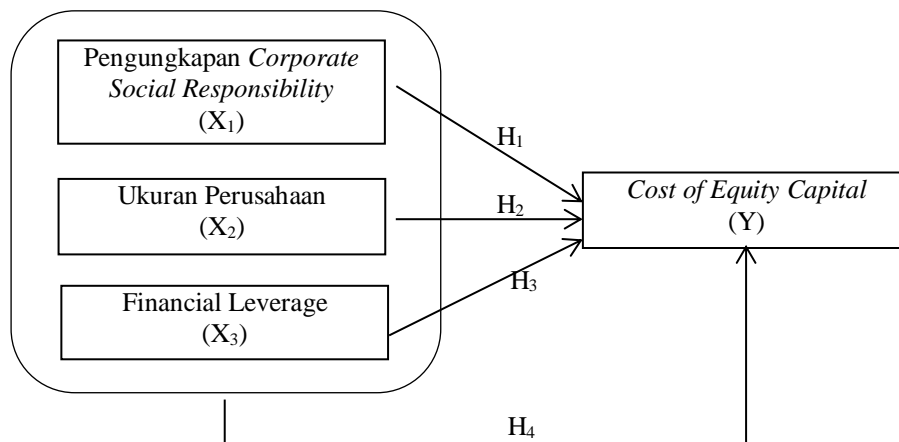 Pengungkapan Corporate
Social Responsibility
(X₁)
H₁
Ukuran Perusahaan
(X₂)
H₂
Cost of Equity Capital
(Y)
Financial Leverage
(X₃)
H₃
H₄